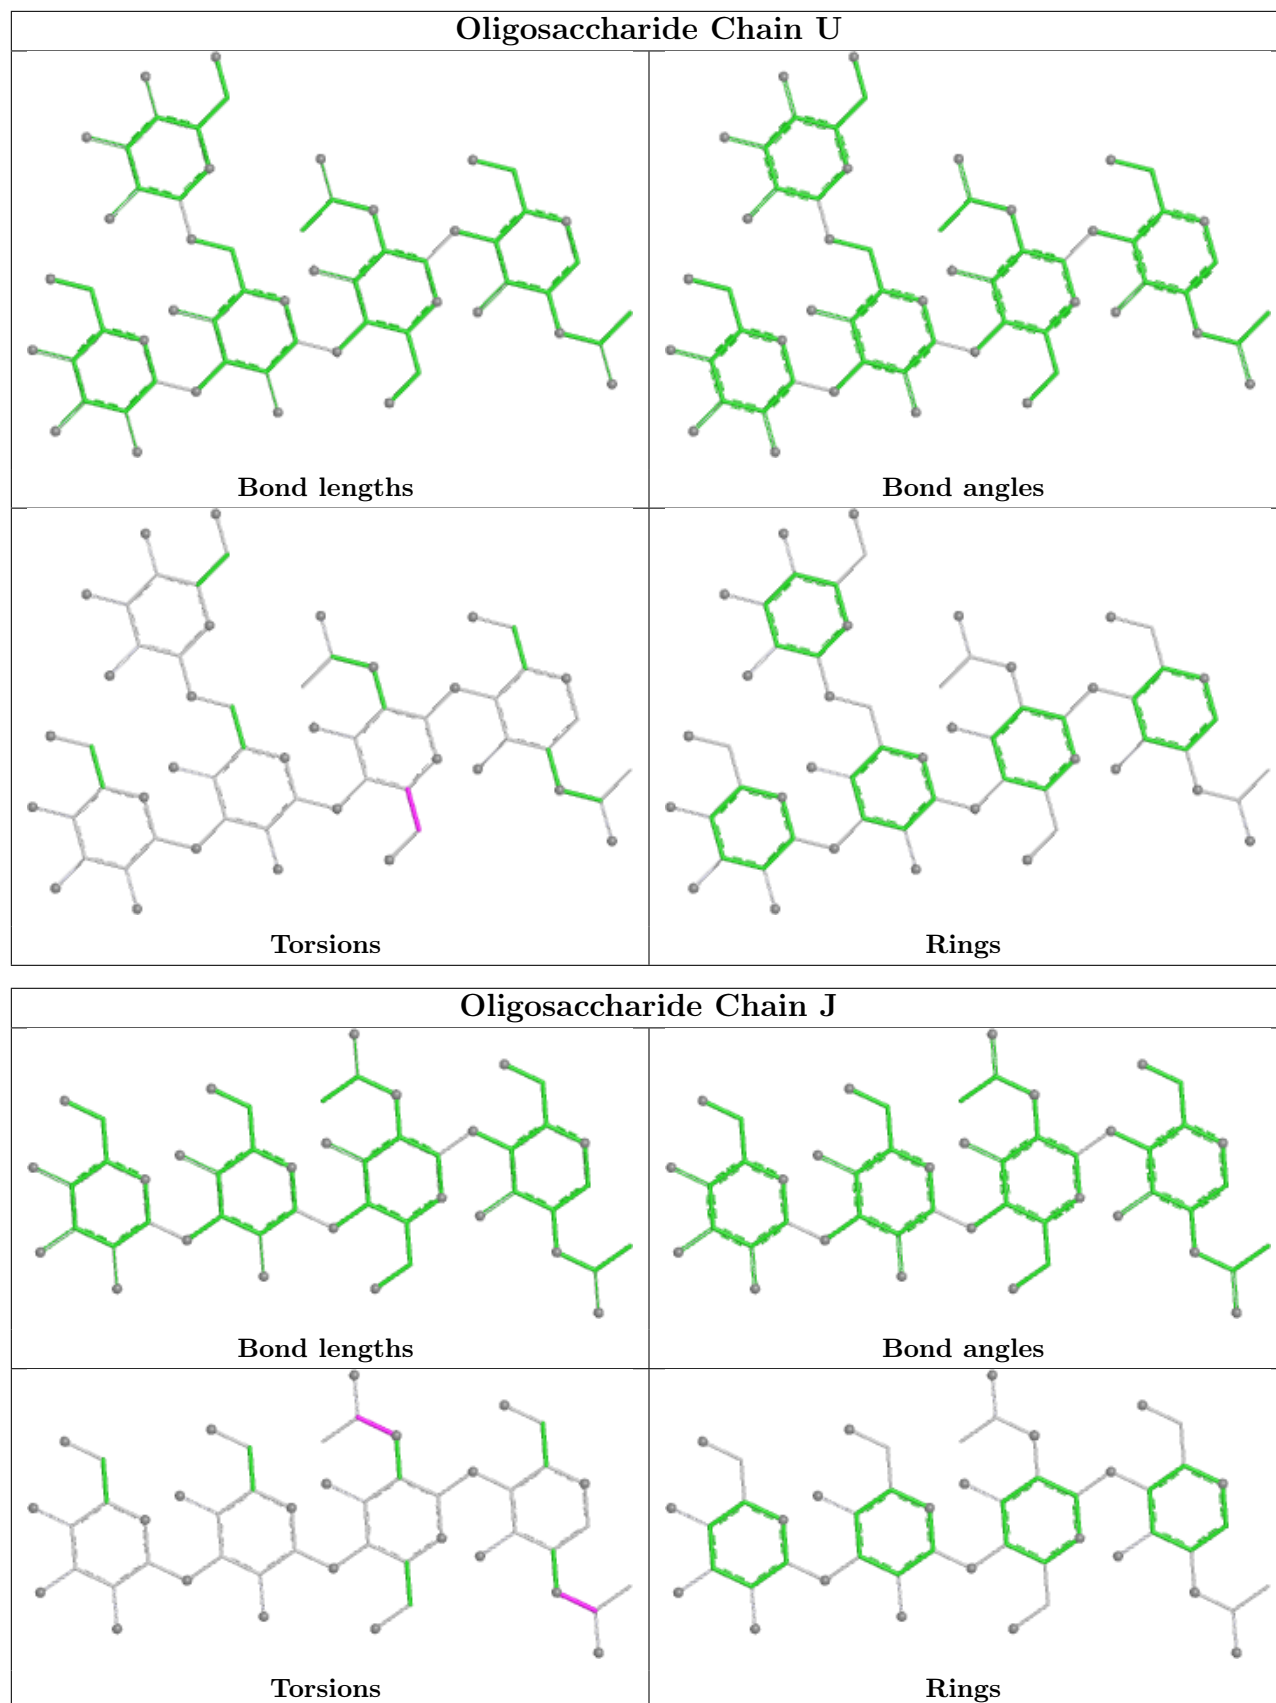 Oligosaccharide Chain U
Bond lengths
Bond angles
Torsions
Rings
Oligosaccharide Chain J
Bond lengths
Bond angles
Torsions
Rings